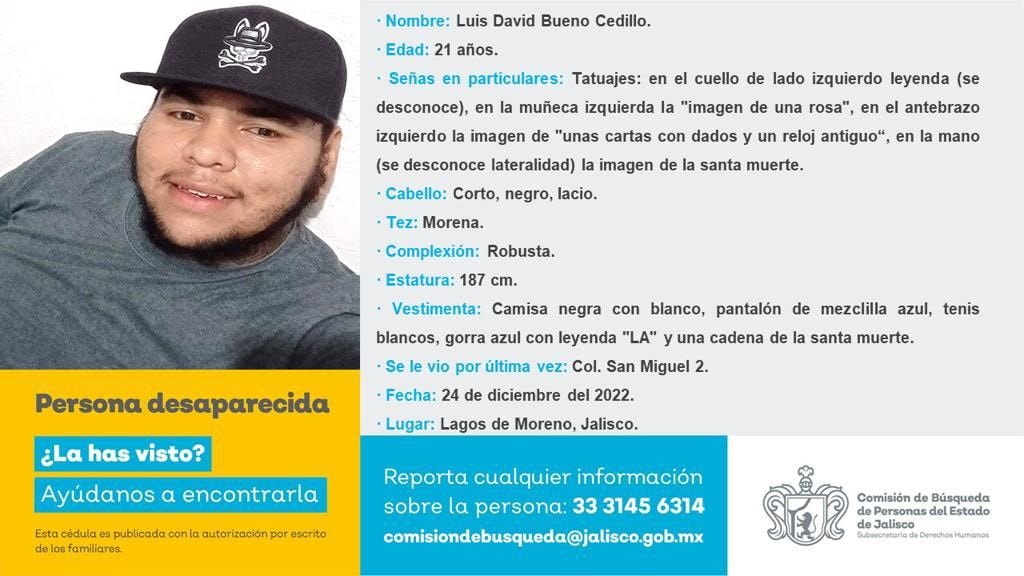 · Nombre: Luis David Bueno Cedillo.
· Edad: 21 años.
· Señas en particulares: Tatuajes: en el cuello de lado izquierdo leyenda (se
desconoce), en la muñeca izquierda la "imagen de una rosa", en el antebrazo
izquierdo la imagen de "unas cartas con dados y un reloj antiguo“, en la mano
(se desconoce lateralidad) la imagen de la santa muerte.
· Cabello: Corto, negro, lacio.
· Tez: Morena.
· Complexión: Robusta.
· Estatura: 187 cm.
· Vestimenta: Camisa negra con blanco, pantalón de mezclilla azul, tenis
blancos, gorra azul con leyenda "LA" y una cadena de la santa muerte.
· Se le vio por última vez: Col. San Miguel 2.
· Fecha: 24 de diciembre del 2022.
· Lugar: Lagos de Moreno, Jalisco.
Persona desaparecida
¿La has visto?
Ayúdanos a encontrarla
Esta cédula es publicada con la autorización por escrito
de los familiares.
Reporta cualquier información
sobre la persona: 33 3145 6314
comisiondebusqueda@jalisco.gob.mx
Comisión de Búsqueda
de Personas del Estado
de Jalisco
Subsecretaría de Derechos Humanos